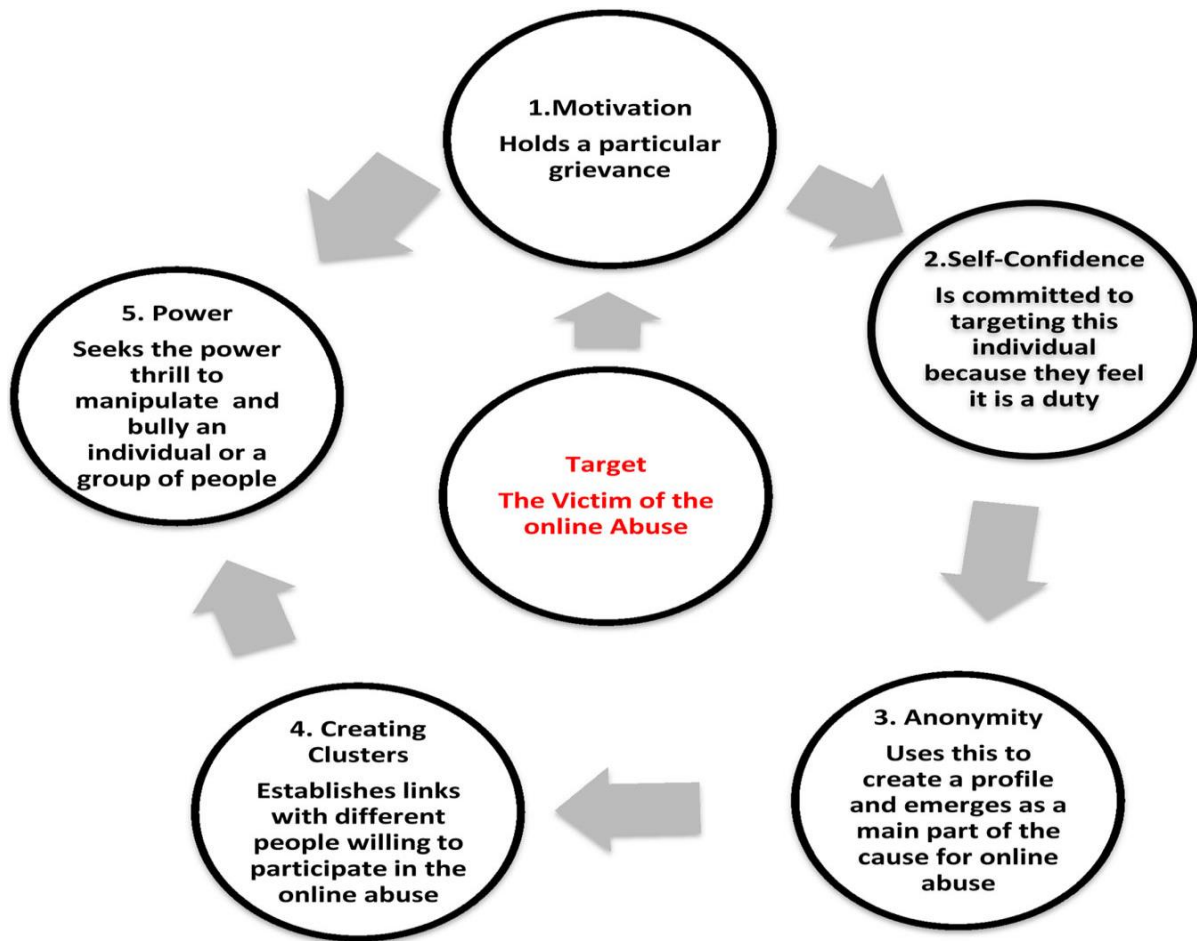 1.Motivation
Holds a particular
grievance
2.Self-Confidence
Is committed to
targeting this
individual
because they feel
it is a duty
3. Anonymity
Uses this to
create a profile
and emerges as a
main part of the
cause for online
abuse
4. Creating
Clusters
Establishes links
with different
people willing to
participate in the
online abuse
5. Power
Seeks the power
thrill to
manipulate and
bully an
individual or a
group of people
Target
The Victim of the
online Abuse